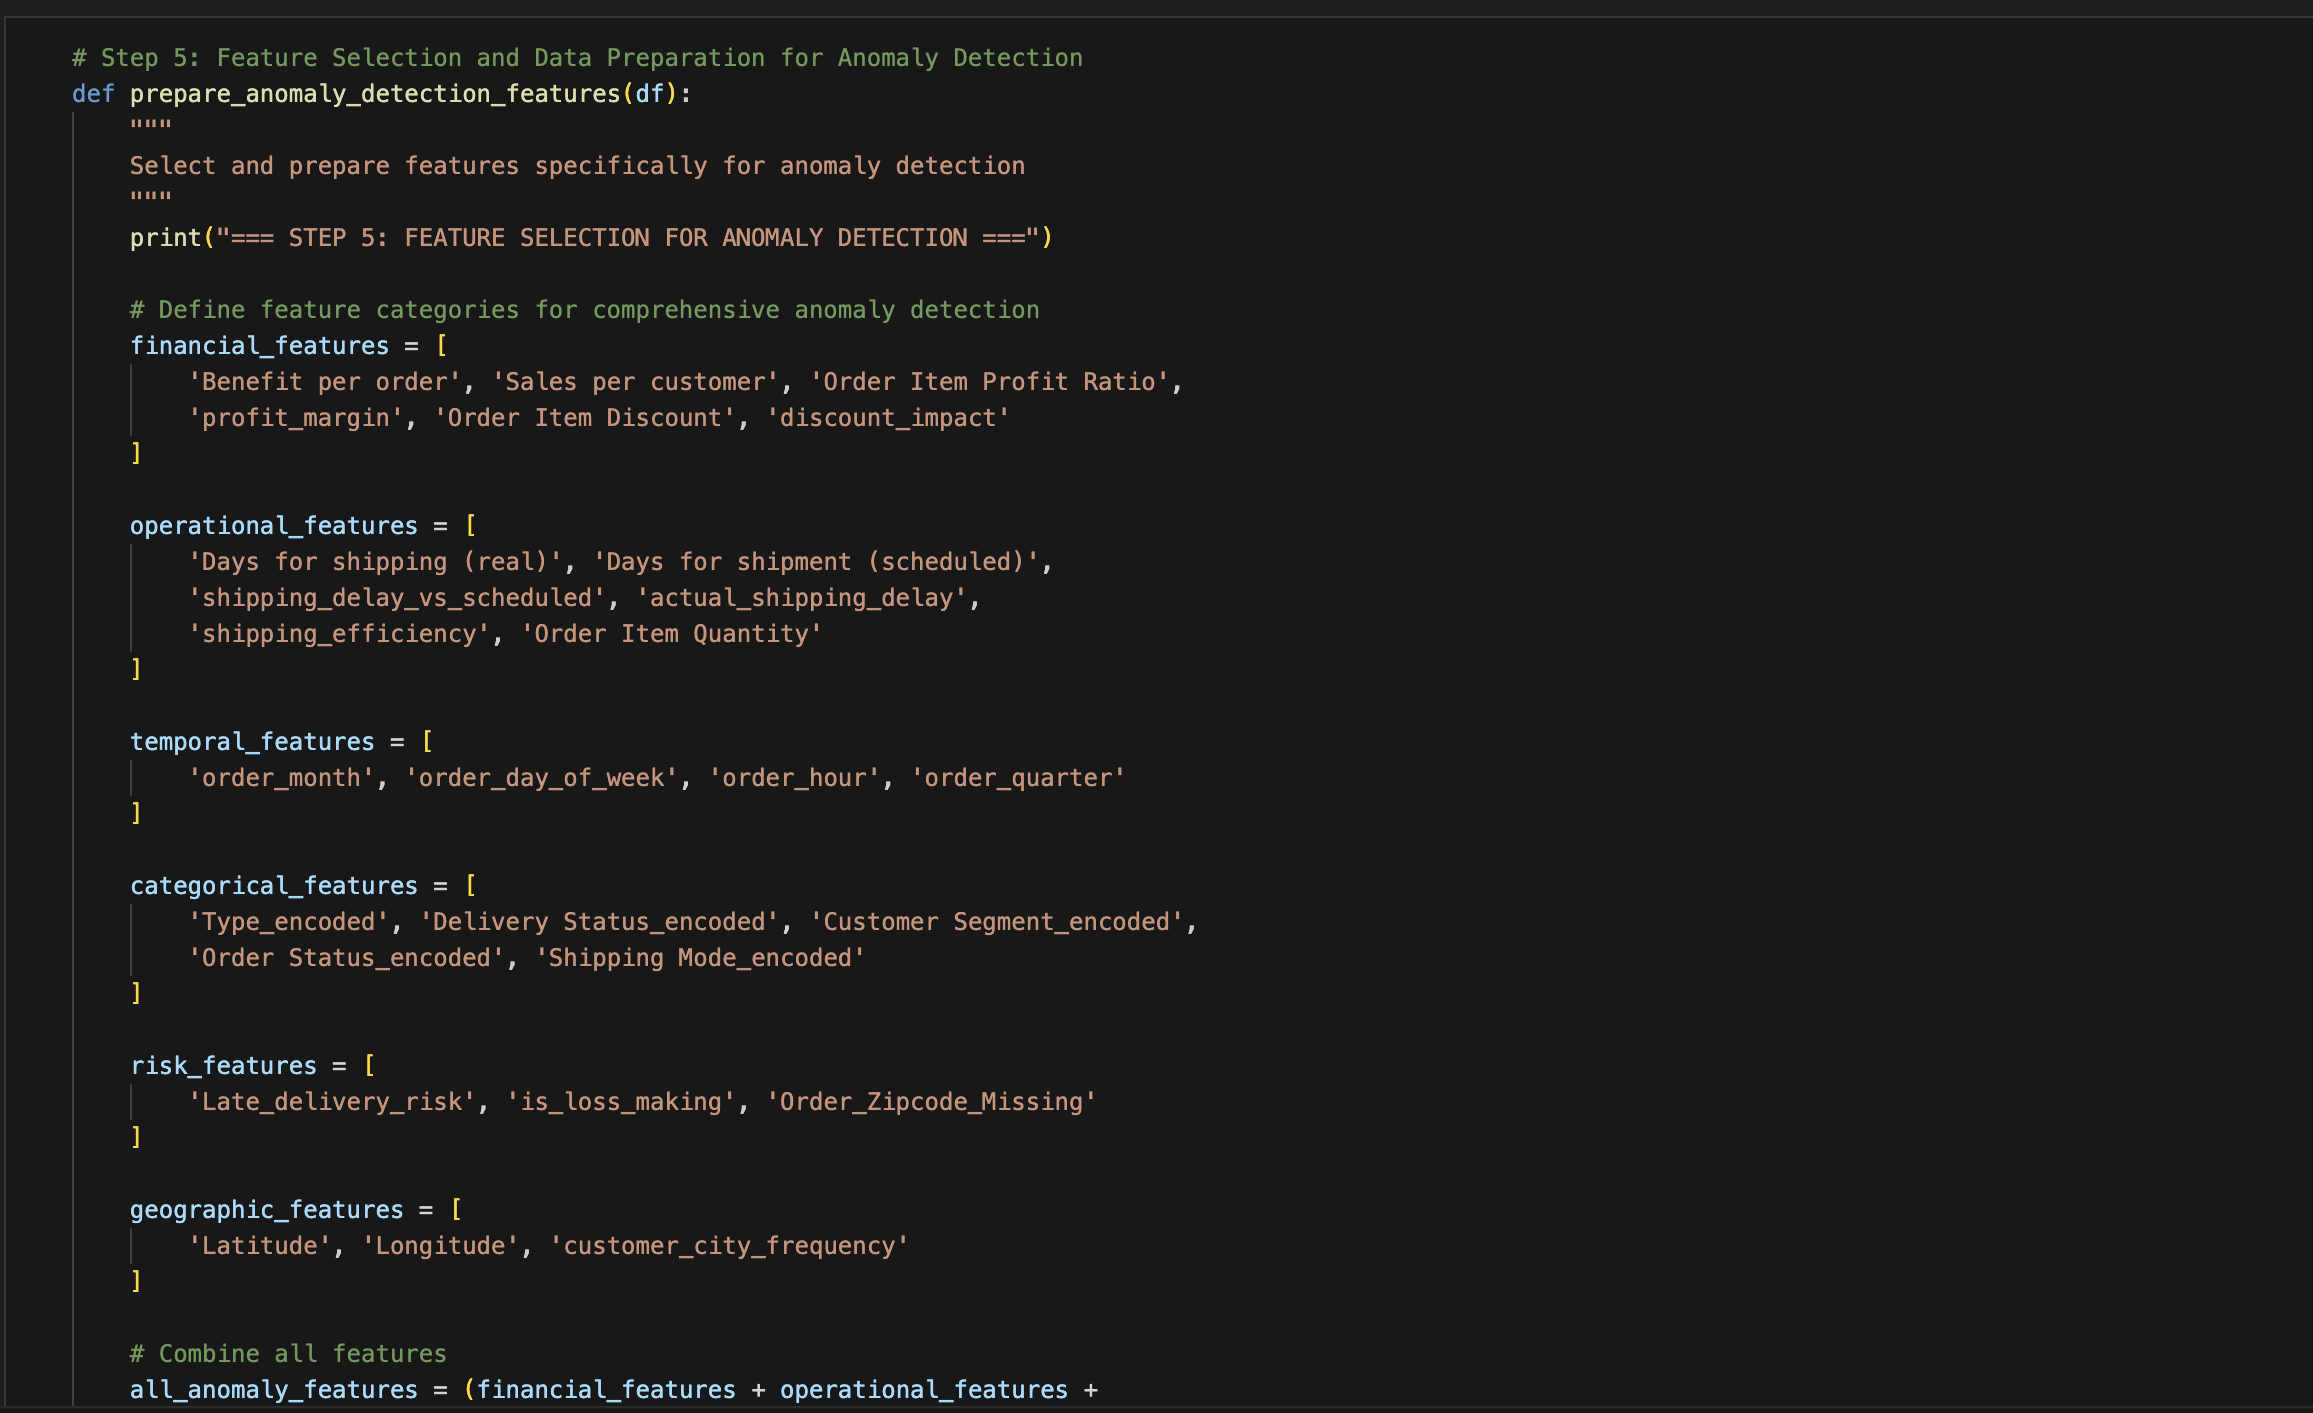 # Step 5: Feature Selection and Data Preparation for Anomaly Detection
def prepare_anomaly_detection_features(df):
    """
    Select and prepare features specifically for anomaly detection
    """
    print("=== STEP 5: FEATURE SELECTION FOR ANOMALY DETECTION ===")

    # Define feature categories for comprehensive anomaly detection
    financial_features = [
        'Benefit per order', 'Sales per customer', 'Order Item Profit Ratio',
        'profit_margin', 'Order Item Discount', 'discount_impact'
    ]

    operational_features = [
        'Days for shipping (real)', 'Days for shipment (scheduled)',
        'shipping_delay_vs_scheduled', 'actual_shipping_delay',
        'shipping_efficiency', 'Order Item Quantity'
    ]

    temporal_features = [
        'order_month', 'order_day_of_week', 'order_hour', 'order_quarter'
    ]

    categorical_features = [
        'Type_encoded', 'Delivery Status_encoded', 'Customer Segment_encoded',
        'Order Status_encoded', 'Shipping Mode_encoded'
    ]

    risk_features = [
        'Late_delivery_risk', 'is_loss_making', 'Order_Zipcode_Missing'
    ]

    geographic_features = [
        'Latitude', 'Longitude', 'customer_city_frequency'
    ]

    # Combine all features
    all_anomaly_features = (financial_features + operational_features +